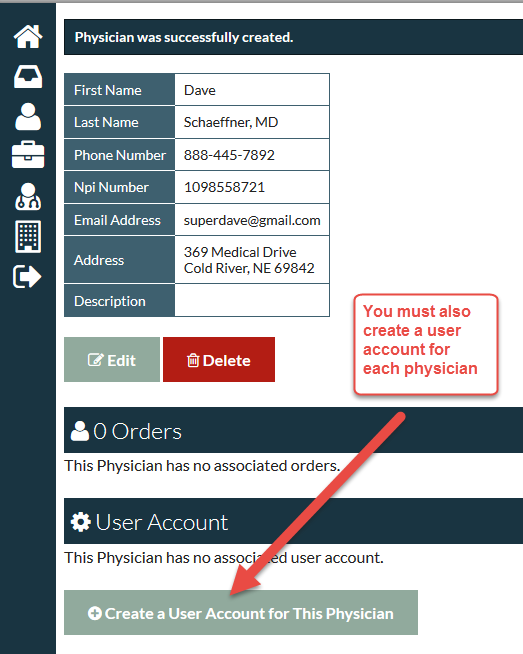 Physician was successfully created.
First Name Dave
Last Name Schaeffner, MD
Phone Number 888-445-7892
Npi Number 1098558721
Email Address superdave@gmail.com
Address 369 Medical Drive
Cold River, NE 69842
Description
You must also
create a user
account for
each physician
Edit Delete
0 Orders
This Physician has no associated orders.
User Account
This Physician has no associated user account.
Create a User Account for This Physician